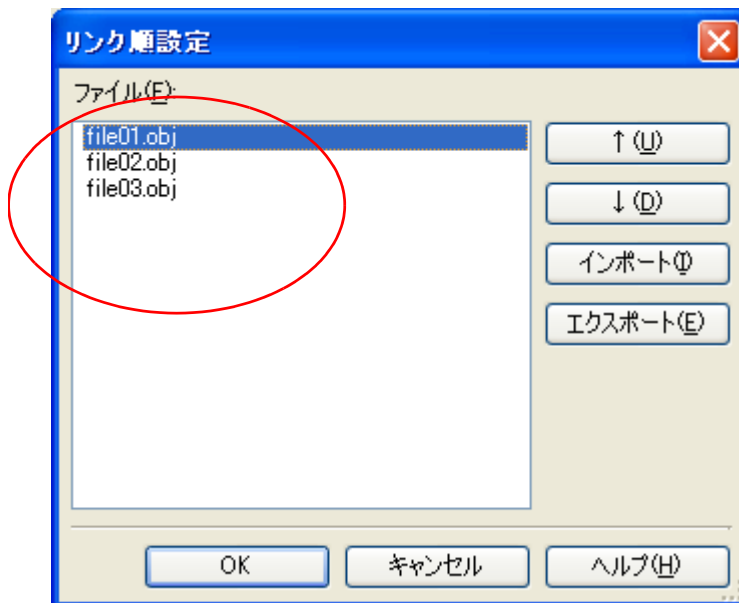 リンク順設定
ファイル(F):
file01.obj
file02.obj
file03.obj
↑(U)
↓(D)
インポート(I)
エクスポート(E)
OK
キャンセル
ヘルプ(H)